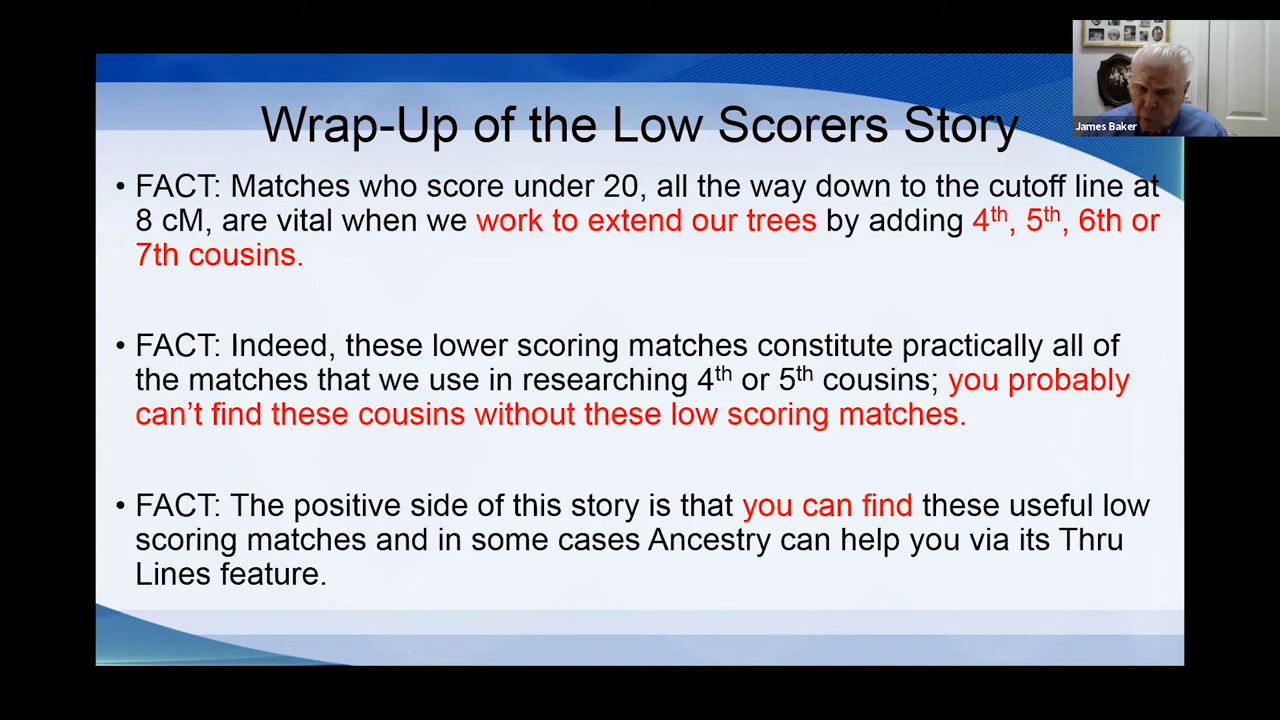 Wrap-Up of the Low Scorers Story
James Baker
• FACT: Matches who score under 20, all the way down to the cutoff line at
8 cM, are vital when we work to extend our trees by adding 4th, 5th, 6th or
7th cousins.
• FACT: Indeed, these lower scoring matches constitute practically all of
the matches that we use in researching 4th or 5th cousins; you probably
can’t find these cousins without these low scoring matches.
• FACT: The positive side of this story is that you can find these useful low
scoring matches and in some cases Ancestry can help you via its Thru
Lines feature.